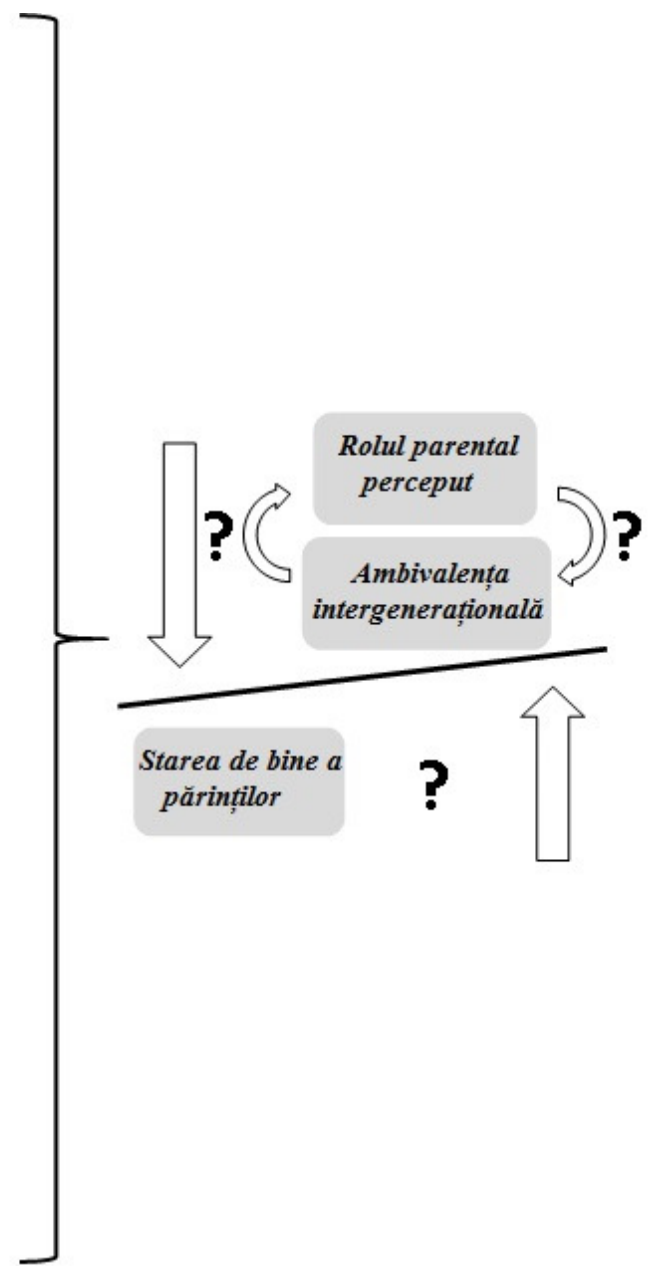 Rolul parental
perceput
?
?
Ambivalența
intergenerațională
Starea de bine a
părinților
?